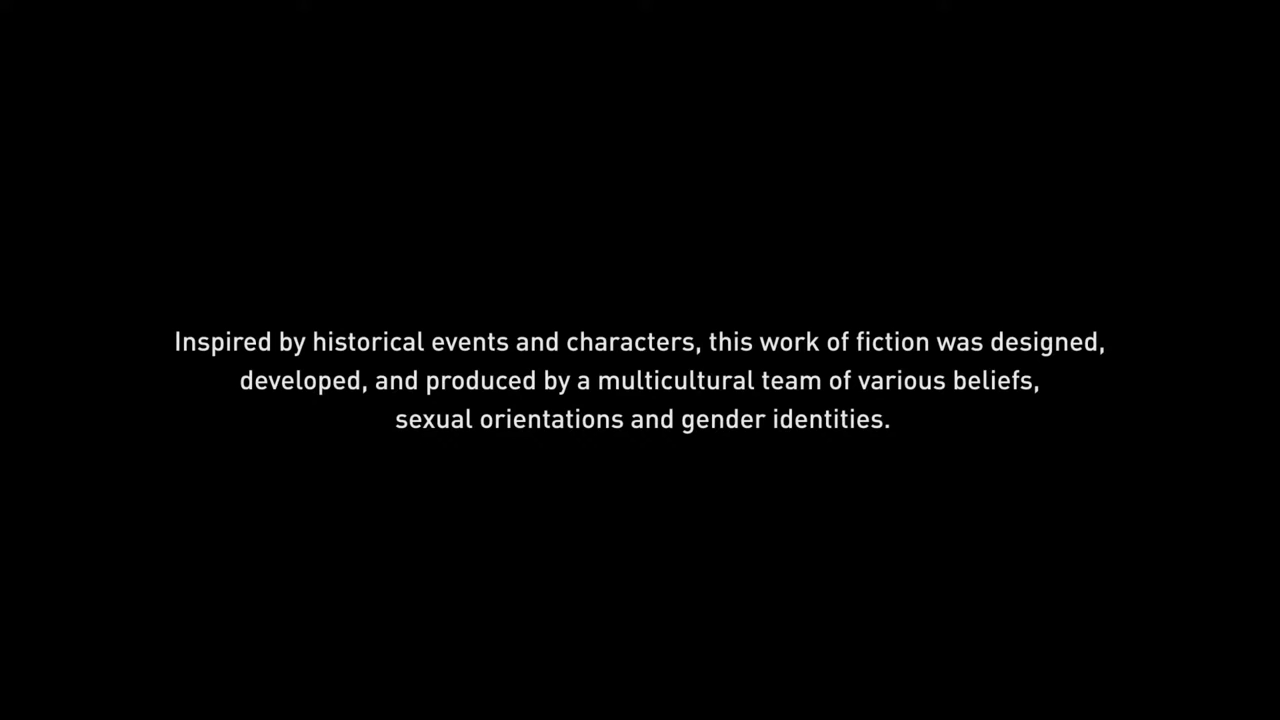 Inspired by historical events and characters, this work of fiction was designed,
developed, and produced by a multicultural team of various beliefs,
sexual orientations and gender identities.